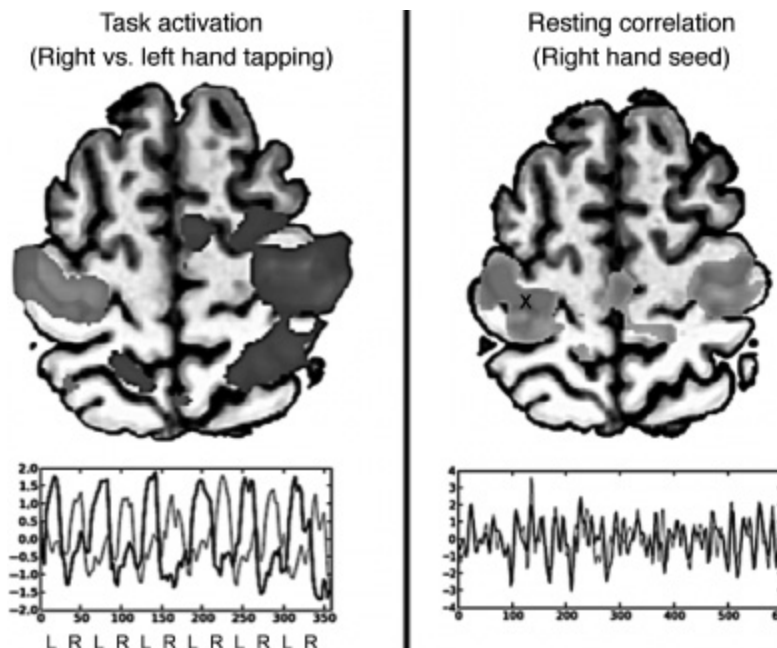 Task activation
(Right vs. left hand tapping)
Resting correlation
(Right hand seed)
X
2.0
1.5
1.0
0.5
0.0
−0.5
−1.0
−1.5
−2.0
0 50 100 150 200 250 300 350
L R L R L R L R L R L R
4
3
2
1
0
−1
−2
−3
−4
100 200 300 400 500